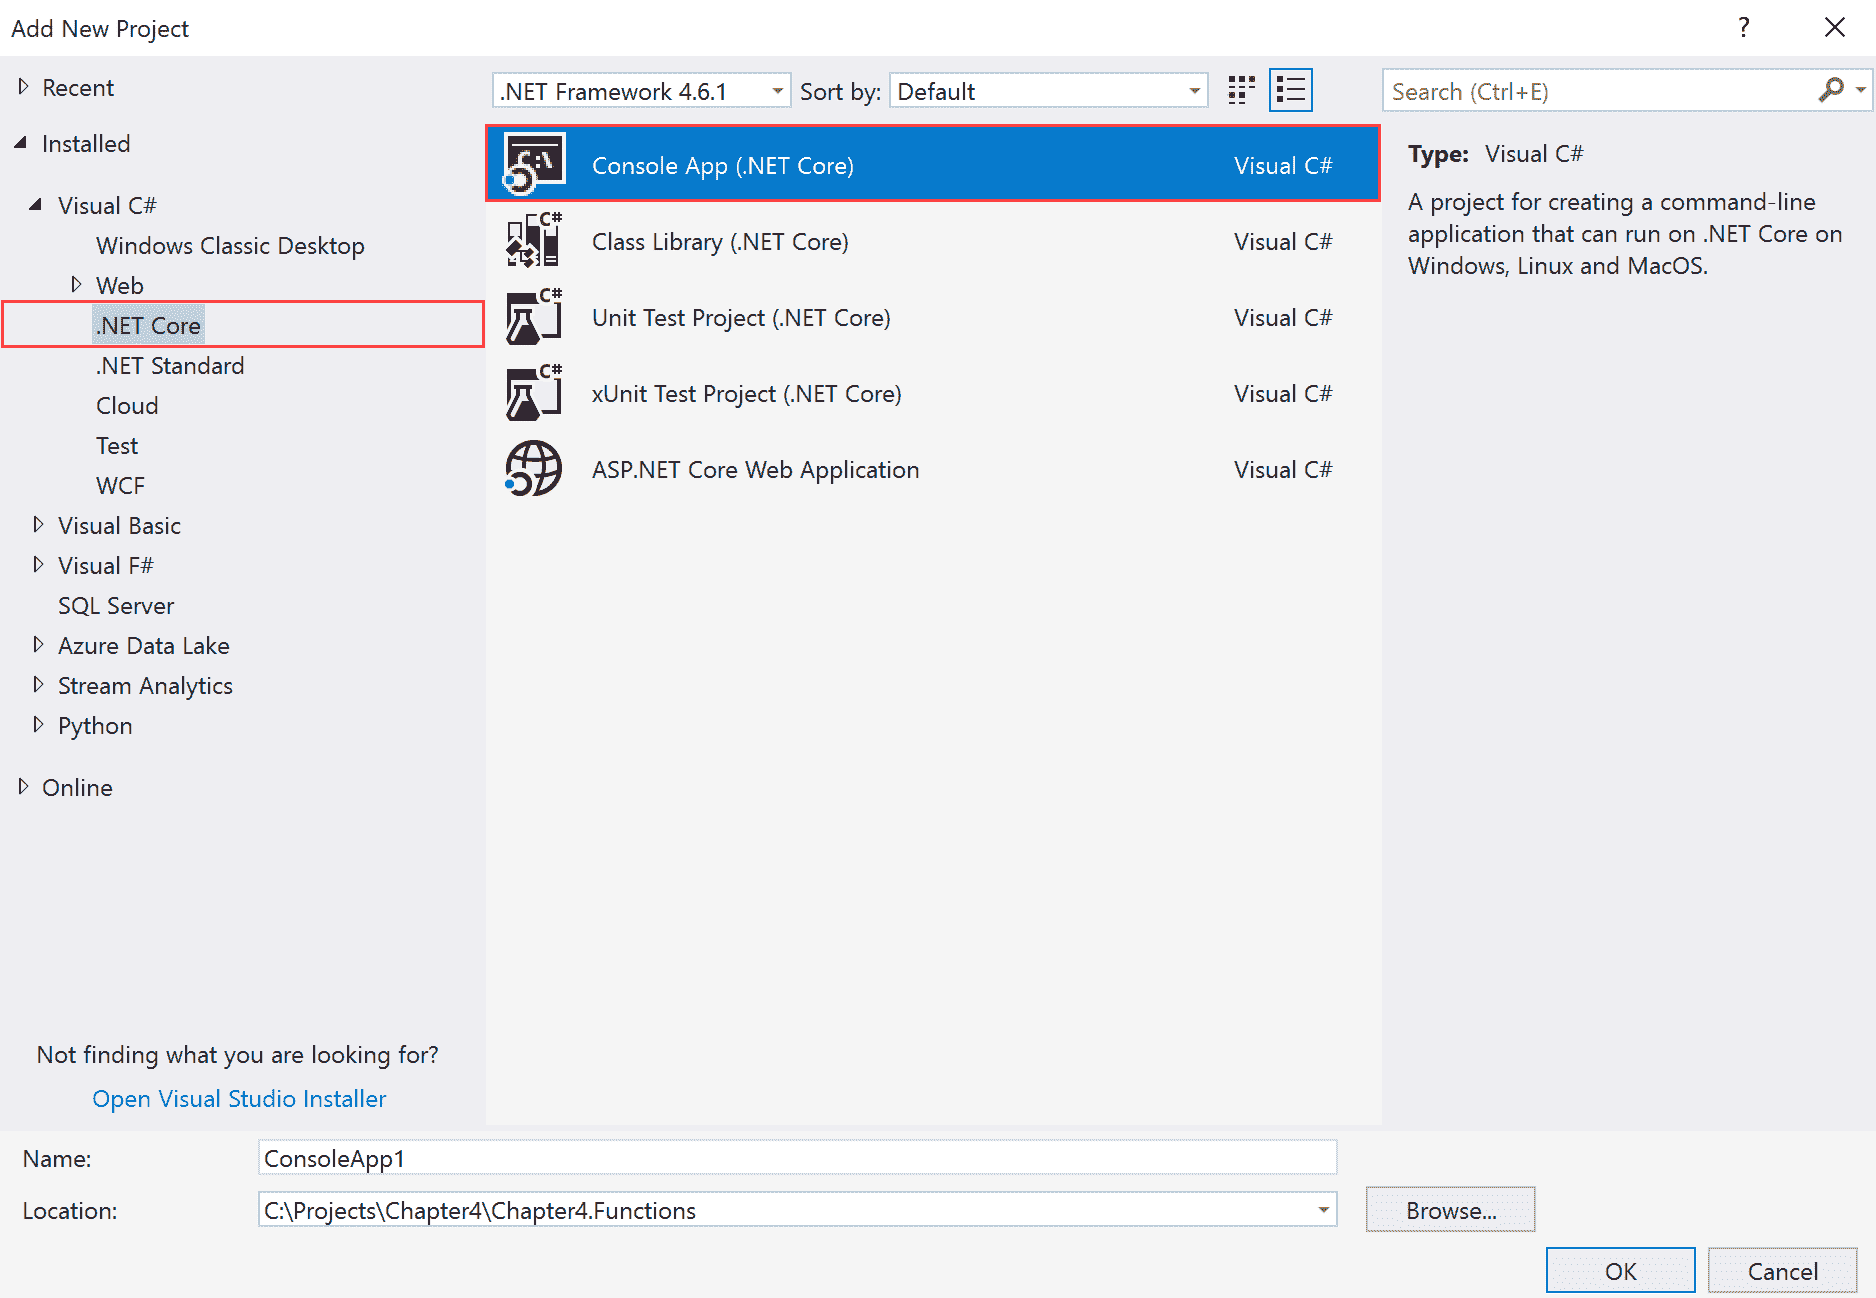 Add New Project
?
Recent
Installed
Visual C#
Windows Classic Desktop
Web
.NET Core
.NET Standard
Cloud
Test
WCF
Visual Basic
Visual F#
SQL Server
Azure Data Lake
Stream Analytics
Python
Online
Not finding what you are looking for?
Open Visual Studio Installer
.NET Framework 4.6.1 Sort by: Default
C:\ Console App (.NET Core) Visual C#
C# Class Library (.NET Core) Visual C#
C# Unit Test Project (.NET Core) Visual C#
C# xUnit Test Project (.NET Core) Visual C#
ASP.NET Core Web Application Visual C#
Search (Ctrl+E)
Type: Visual C#
A project for creating a command-line
application that can run on .NET Core on
Windows, Linux and MacOS.
Name: ConsoleApp1
Location: C:\Projects\Chapter4\Chapter4.Functions Browse...
OK Cancel